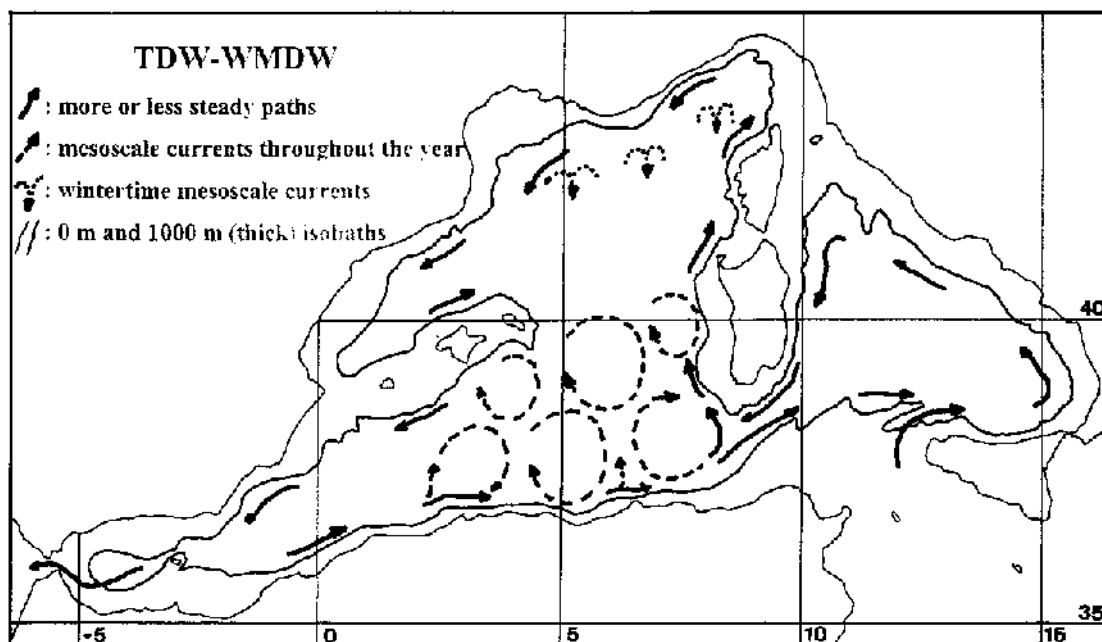 TDW-WMDW
: more or less steady paths
: mesoscale currents throughout the year
: wintertime mesoscale currents
: 0 m and 1000 m (thick) isobaths
40
35
-5
0
5
10
15